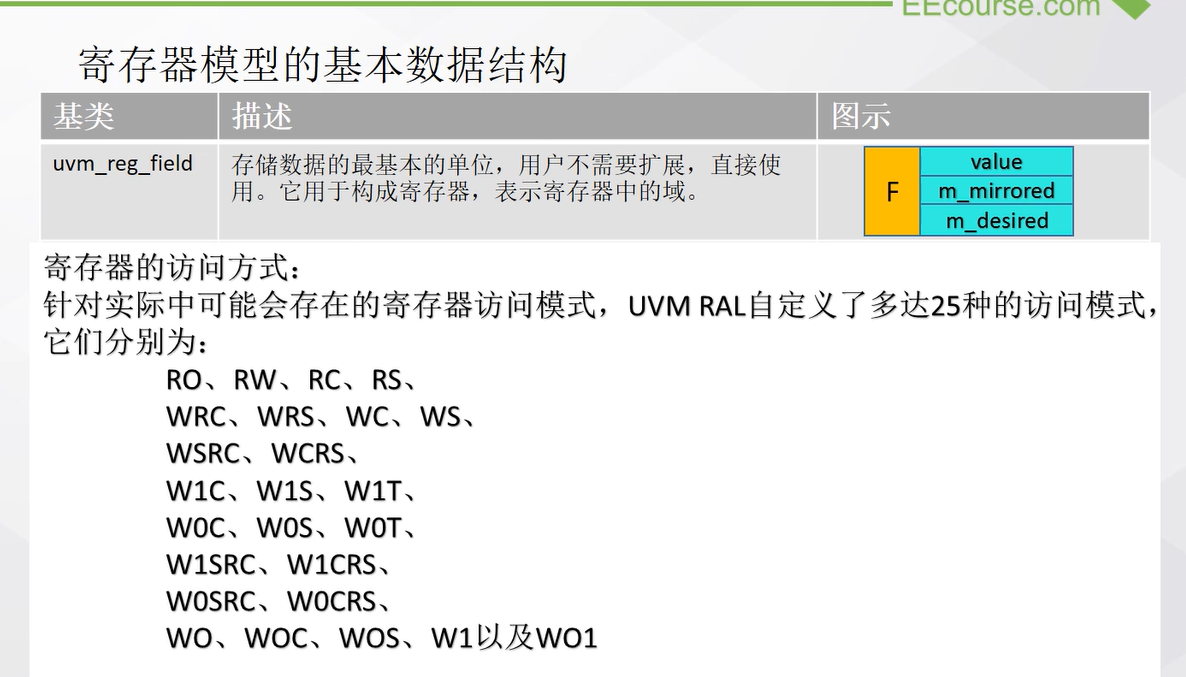 EEcourse.com
寄存器模型的基本数据结构
基类 描述 图示
uvm_reg_field 存储数据的最基本的单位，用户不需要扩展，直接使
用。它用于构成寄存器，表示寄存器中的域。
F
value
m_mirrored
m_desired
寄存器的访问方式：
针对实际中可能会存在的寄存器访问模式，UVM RAL自定义了多达25种的访问模式，
它们分别为：
RO、RW、RC、RS、
WRC、WRS、WC、WS、
WSRC、WCRS、
W1C、W1S、W1T、
W0C、W0S、W0T、
W1SRC、W1CRS、
W0SRC、W0CRS、
WO、WOC、WOS、W1以及WO1